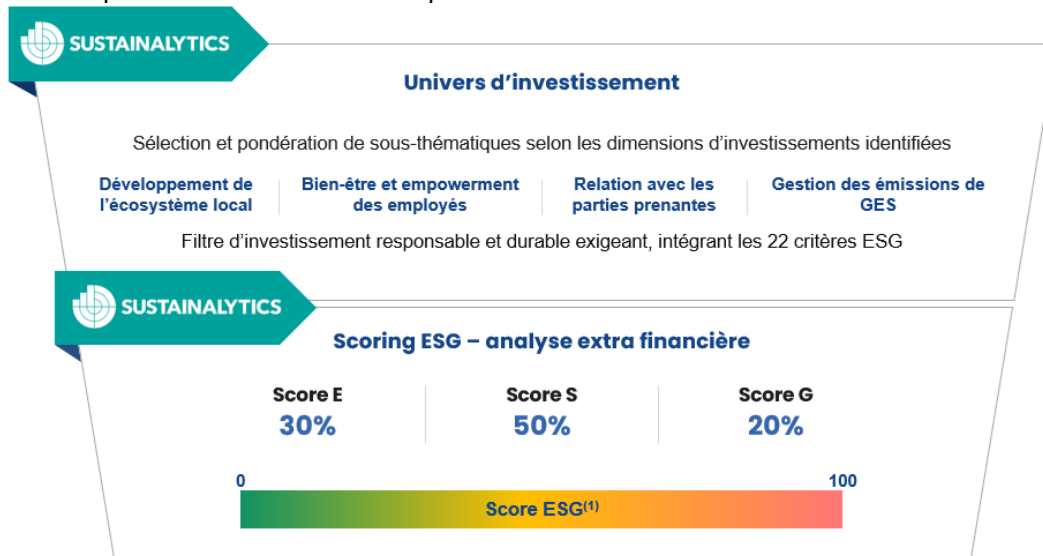 SUSTAINALYTICS
Univers d’investissement
Sélection et pondération de sous-thématiques selon les dimensions d’investissements identifiées
Développement de l’écosystème local
Bien-être et empowerment des employés
Relation avec les parties prenantes
Gestion des émissions de GES
Filtre d’investissement responsable et durable exigeant, intégrant les 22 critères ESG
SUSTAINALYTICS
Scoring ESG – analyse extra financière
Score E
30%
Score S
50%
Score G
20%
0
100
Score ESG(1)